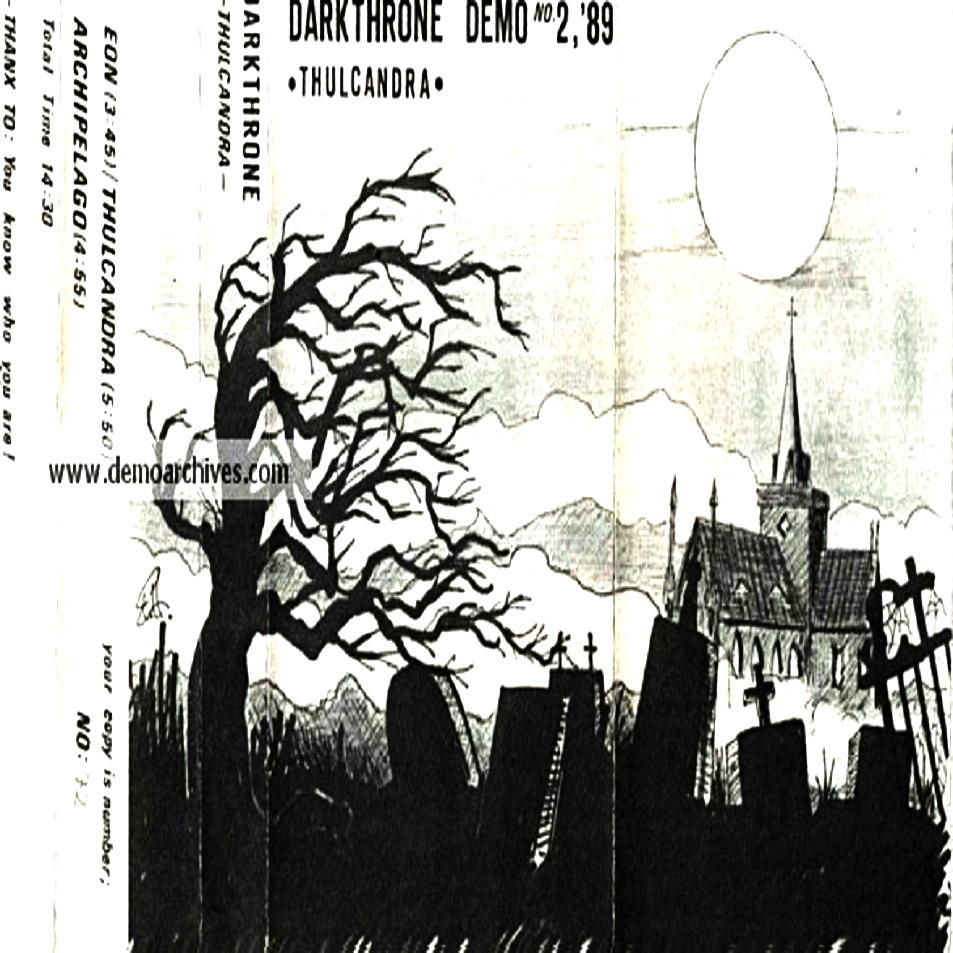 DARKTHRONE DEMO NO. 2, '89
•THULCANDRA•
DARKTHRONE
-THULCANDRA-
EON (3:45) / THULCANDRA (5:50)
ARCHIPELAGO (4:55)
Total Time 14:30
-THANX TO: You know who you are!
your copy is number;
NO:
www.demoarchives.com